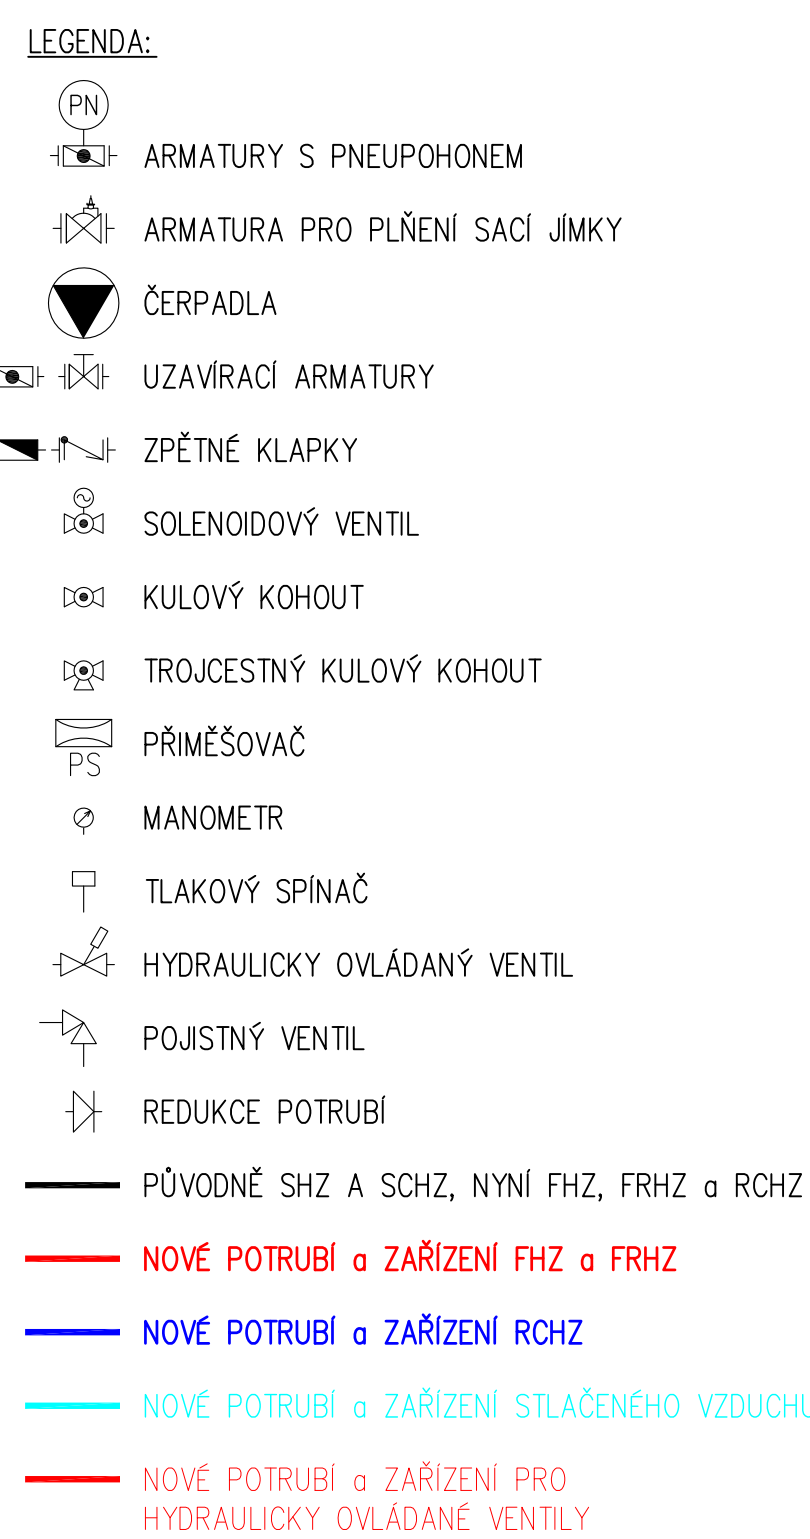 LEGENDA:
PN
ARMATURY S PNEUPOHONEM
ARMATURA PRO PLŇENÍ SACÍ JÍMKY
ČERPADLA
UZAVÍRACÍ ARMATURY
ZPĚTNÉ KLAPKY
SOLENOIDOVÝ VENTIL
KULOVÝ KOHOUT
TROJCESTNÝ KULOVÝ KOHOUT
PŘIMĚŠOVAČ
PS
MANOMETR
TLAKOVÝ SPÍNAČ
HYDRAULICKY OVLÁDANÝ VENTIL
POJISTNÝ VENTIL
REDUKCE POTRUBÍ
PŮVODNĚ SHZ A SCHZ, NYNÍ FHZ, FRHZ a RCHZ
NOVÉ POTRUBÍ a ZAŘÍZENÍ FHZ a FRHZ
NOVÉ POTRUBÍ a ZAŘÍZENÍ RCHZ
NOVÉ POTRUBÍ a ZAŘÍZENÍ STLAČENÉHO VZDUCHU
NOVÉ POTRUBÍ a ZAŘÍZENÍ PRO
HYDRAULICKY OVLÁDANÉ VENTILY